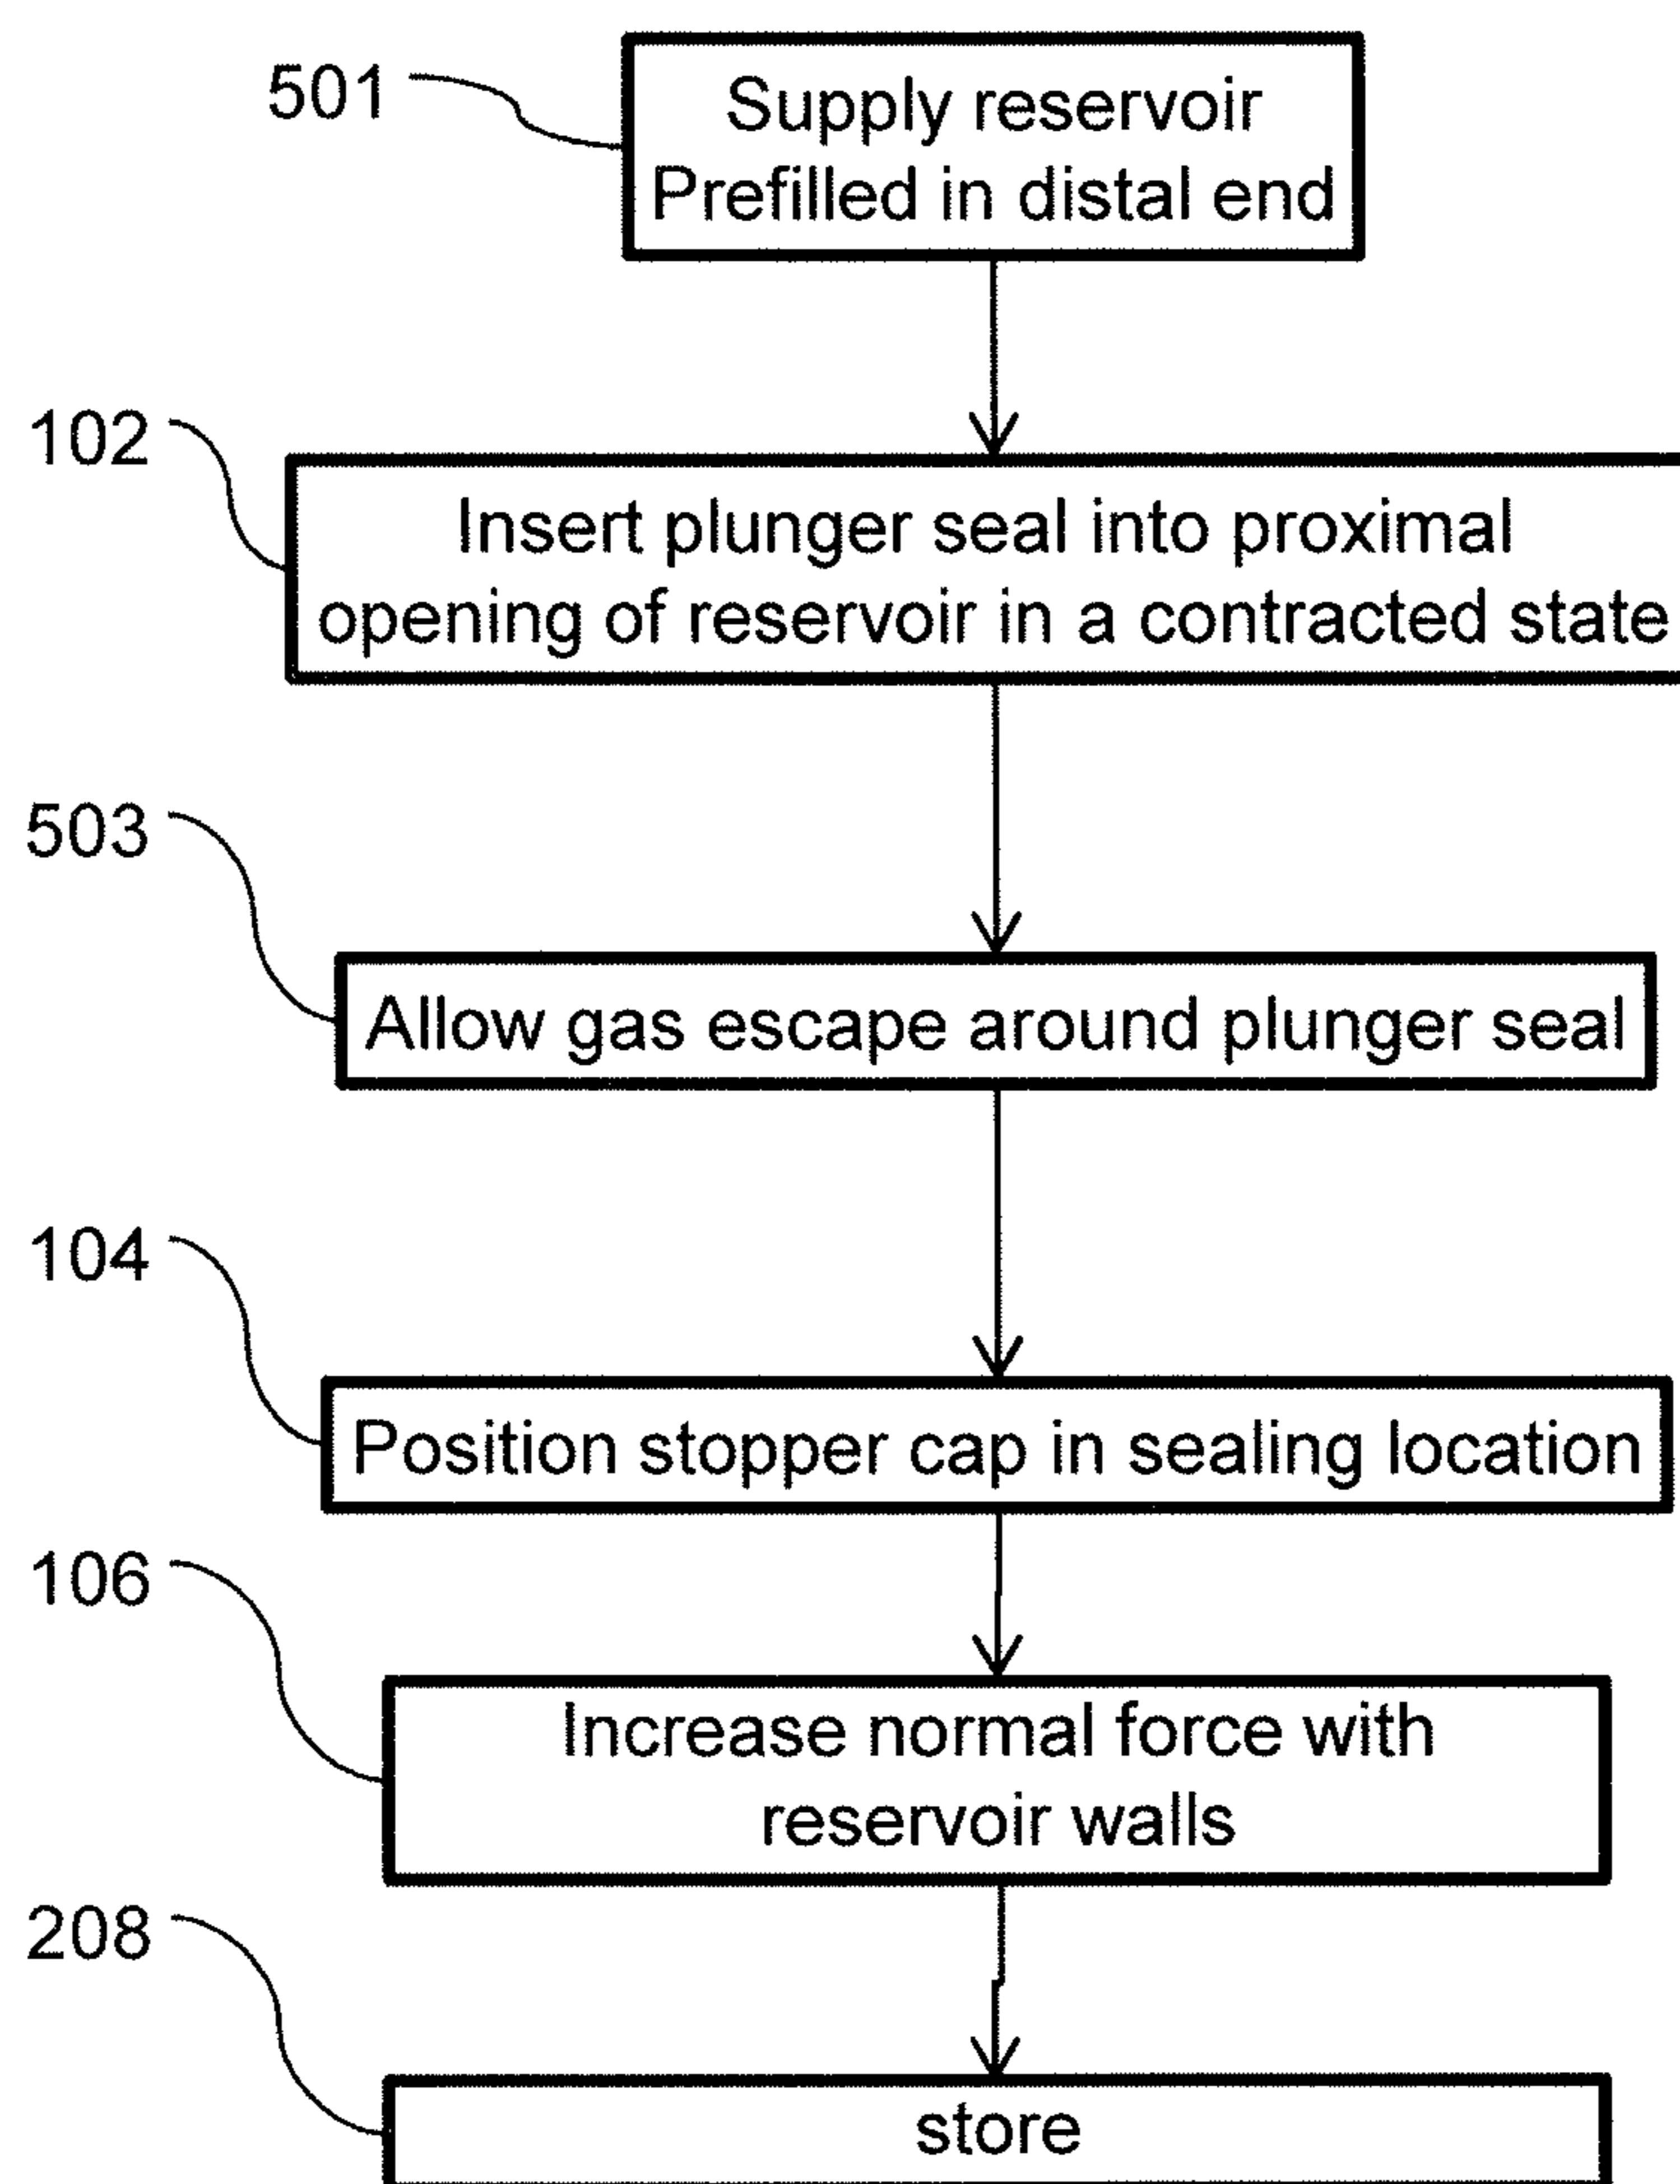 501
Supply reservoir
Prefilled in distal end
102
Insert plunger seal into proximal
opening of reservoir in a contracted state
503
Allow gas escape around plunger seal
104
Position stopper cap in sealing location
106
Increase normal force with
reservoir walls
208
store